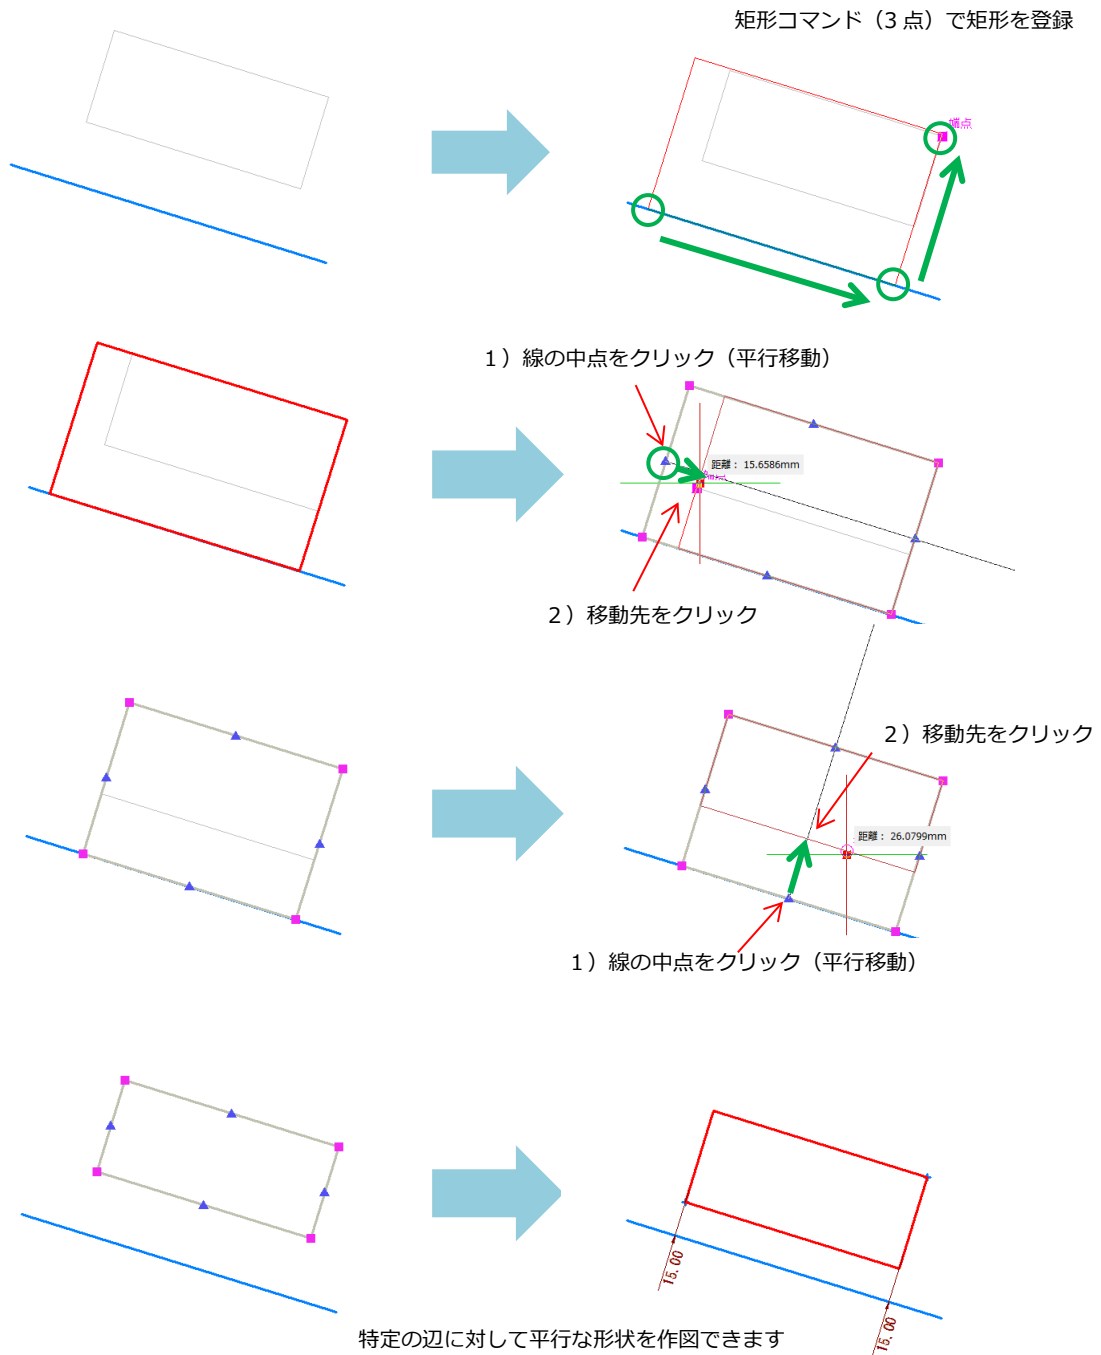 矩形コマンド（3 点）で矩形を登録
端点
1）線の中点をクリック（平行移動）
距離： 15.6586mm
2）移動先をクリック
2）移動先をクリック
距離： 26.0799mm
1）線の中点をクリック（平行移動）
15.00
15.00
特定の辺に対して平行な形状を作図できます